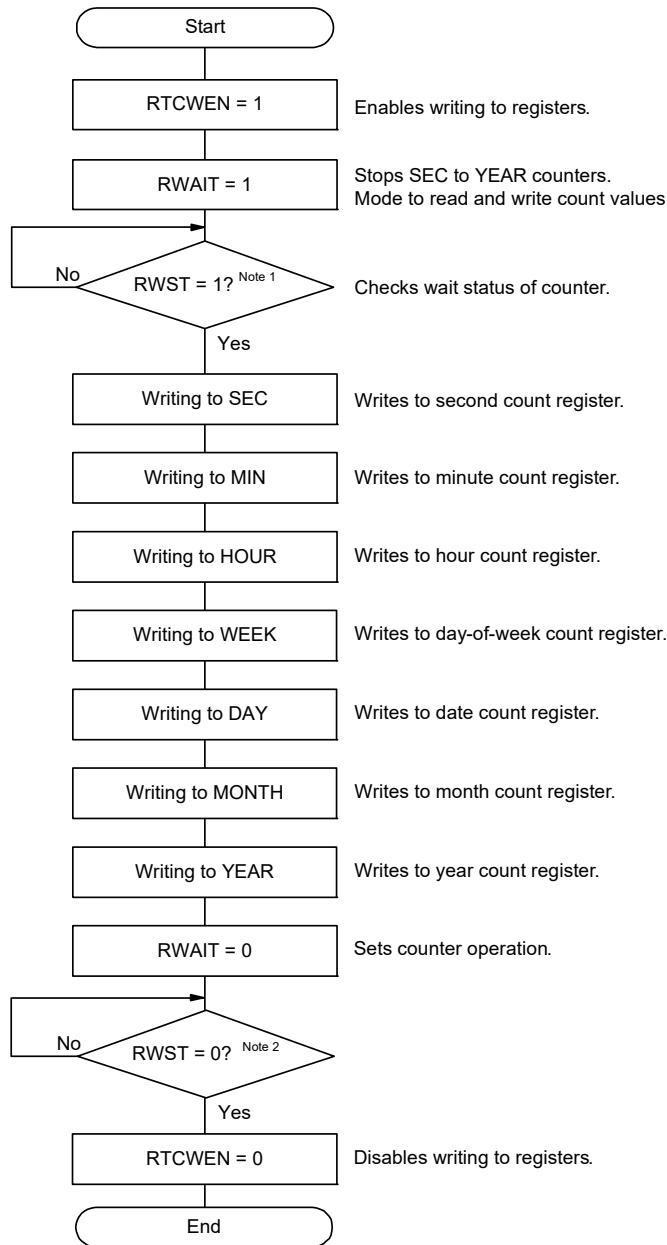 Start
RTCWEN = 1
Enables writing to registers.
RWAIT = 1
Stops SEC to YEAR counters.
Mode to read and write count values
No
RWST = 1? Note 1
Checks wait status of counter.
Yes
Writing to SEC
Writes to second count register.
Writing to MIN
Writes to minute count register.
Writing to HOUR
Writes to hour count register.
Writing to WEEK
Writes to day-of-week count register.
Writing to DAY
Writes to date count register.
Writing to MONTH
Writes to month count register.
Writing to YEAR
Writes to year count register.
RWAIT = 0
Sets counter operation.
No
RWST = 0? Note 2
Yes
RTCWEN = 0
Disables writing to registers.
End